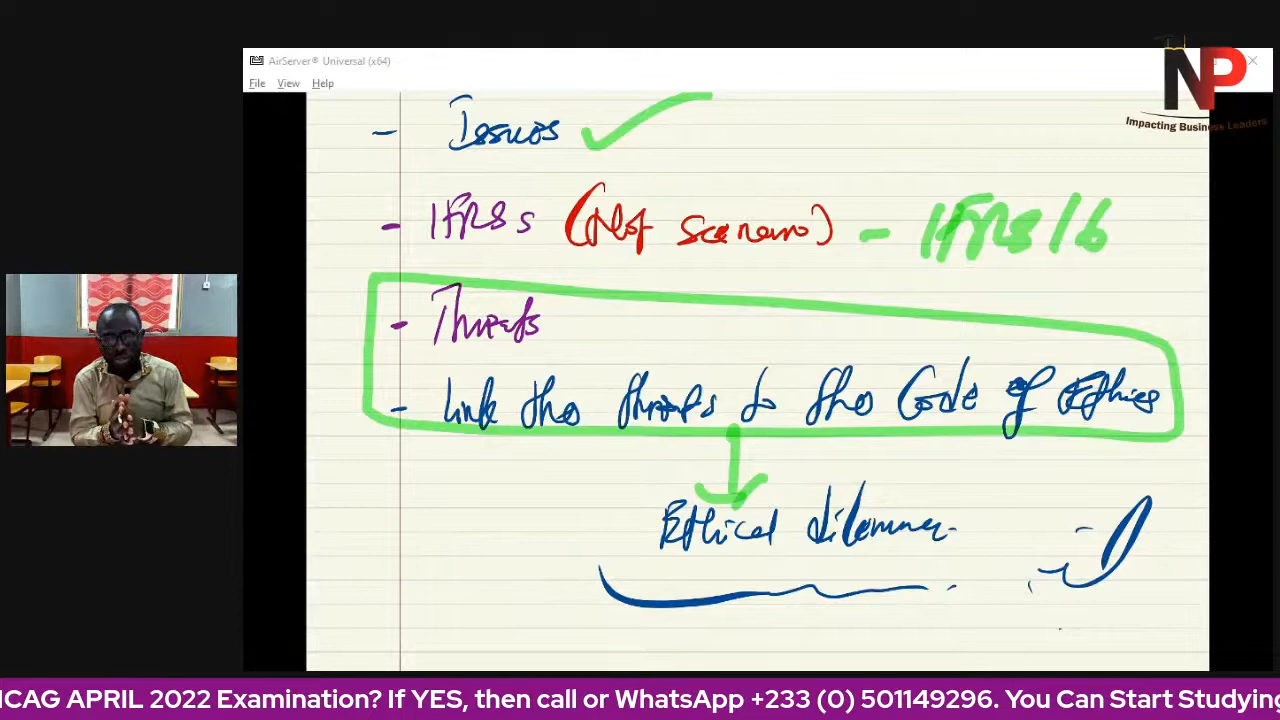 AirServer® Universal (x64)
File View Help
NP
Impacting Business Leaders
- Issues
- IFRSs (Not scenario) - IFRS 16
- Threats
- link the threats to the Code of Ethics
Ethical dilemma
ICAG APRIL 2022 Examination? If YES, then call or WhatsApp +233 (0) 501149296. You Can Start Studying